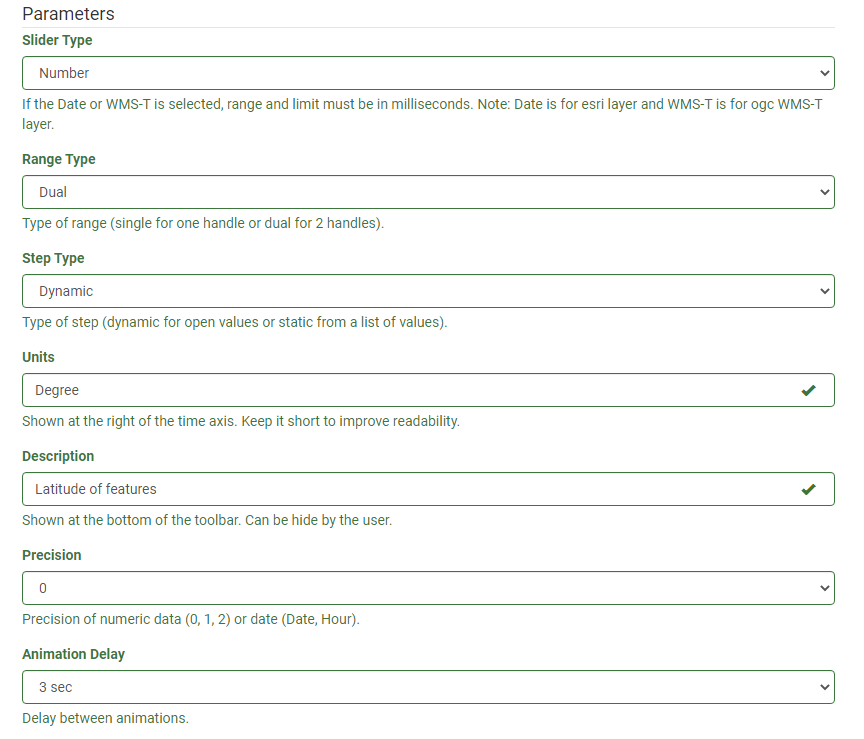 Parameters
Slider Type
Number
If the Date or WMS-T is selected, range and limit must be in milliseconds. Note: Date is for esri layer and WMS-T is for ogc WMS-T
layer.
Range Type
Dual
Type of range (single for one handle or dual for 2 handles).
Step Type
Dynamic
Type of step (dynamic for open values or static from a list of values).
Units
Degree
Shown at the right of the time axis. Keep it short to improve readability.
Description
Latitude of features
Shown at the bottom of the toolbar. Can be hide by the user.
Precision
0
Precision of numeric data (0, 1, 2) or date (Date, Hour).
Animation Delay
3 sec
Delay between animations.